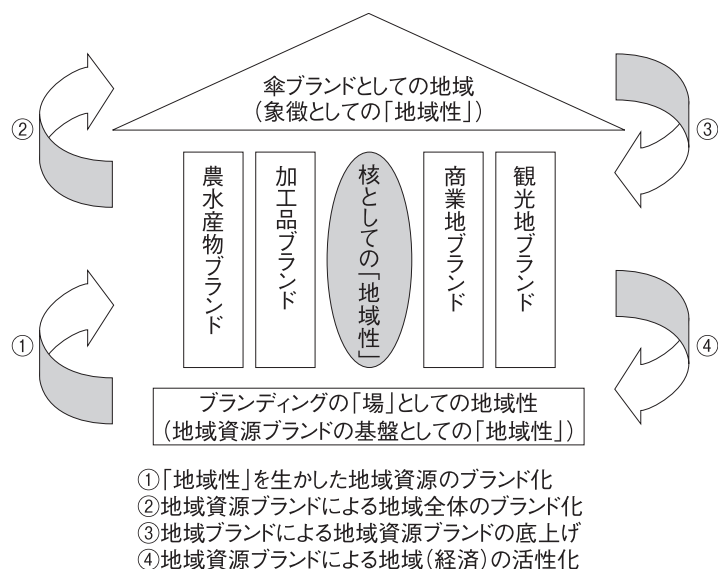 傘ブランドとしての地域
(象徴としての「地域性」)
②
③
農水産物ブランド
加工品ブランド
核としての「地域性」
商業地ブランド
観光地ブランド
①
④
ブランディングの「場」としての地域性
(地域資源ブランドの基盤としての「地域性」)
①「地域性」を生かした地域資源のブランド化
②地域資源ブランドによる地域全体のブランド化
③地域ブランドによる地域資源ブランドの底上げ
④地域資源ブランドによる地域(経済)の活性化